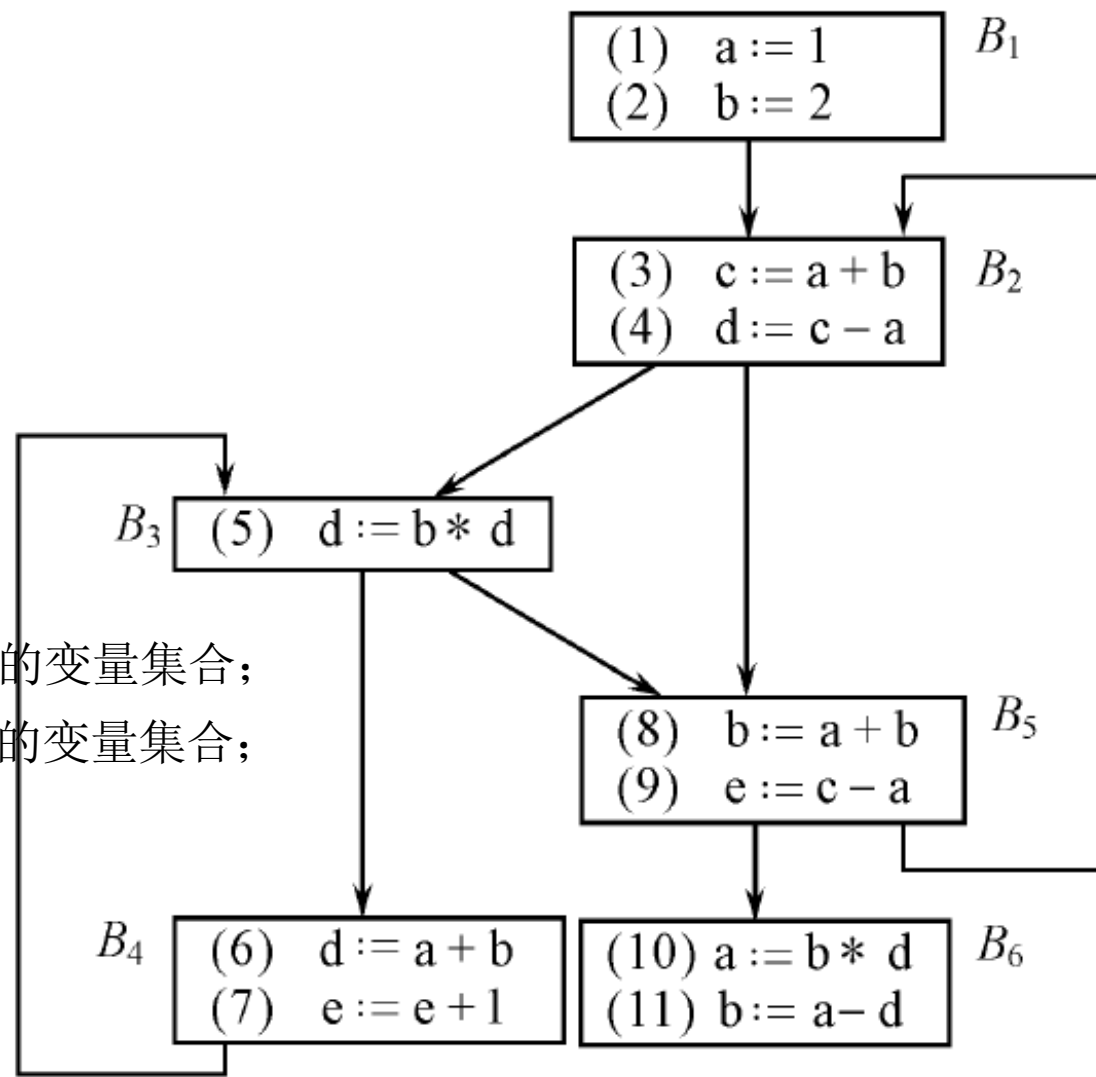 (1) a := 1
(2) b := 2
B1
(3) c := a + b
(4) d := c − a
B2
B3
(5) d := b * d
的变量集合；
的变量集合；
(8) b := a + b
(9) e := c − a
B5
B4
(6) d := a + b
(7) e := e + 1
(10) a := b * d
(11) b := a − d
B6